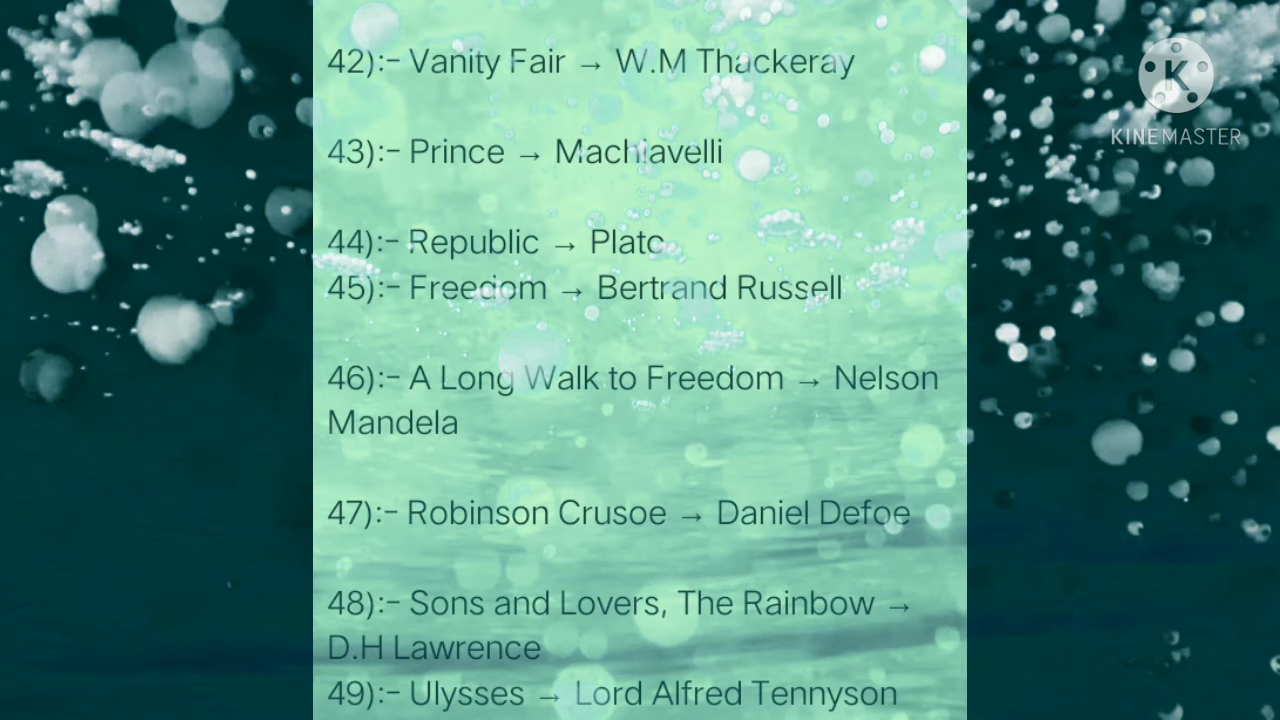 42):- Vanity Fair → W.M Thackeray
KINEMASTER
43):- Prince → Machiavelli
44):- Republic → Plato
45):- Freedom → Bertrand Russell
46):- A Long Walk to Freedom → Nelson
Mandela
47):- Robinson Crusoe → Daniel Defoe
48):- Sons and Lovers, The Rainbow →
D.H Lawrence
49):- Ulysses → Lord Alfred Tennyson